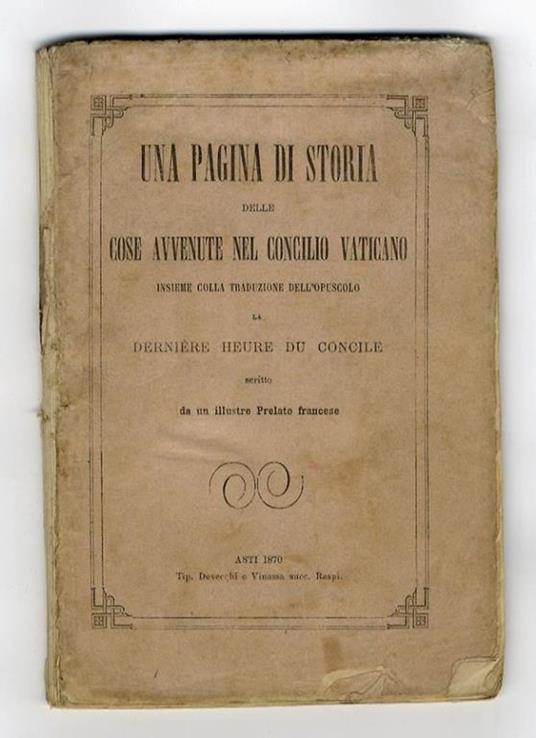 UNA PAGINA DI STORIA
DELLE
COSE AVVENUTE NEL CONCILIO VATICANO
INSIEME COLLA TRADUZIONE DELL'OPUSCOLO
LA
DERNIÈRE HEURE DU CONCILE
scritto
da un illustre Prelato francese
ASTI 1870
Tip. Devecchi e Vinassa succ. Raspi.